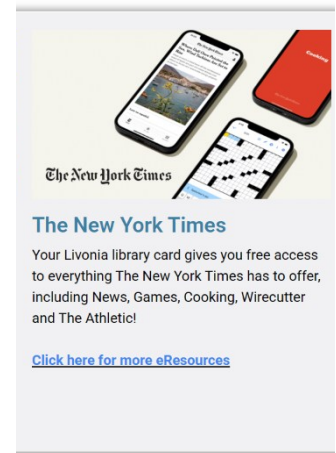 Cooking
The New York Times
The New York Times
Your Livonia library card gives you free access
to everything The New York Times has to offer,
including News, Games, Cooking, Wirecutter
and The Athletic!
Click here for more eResources